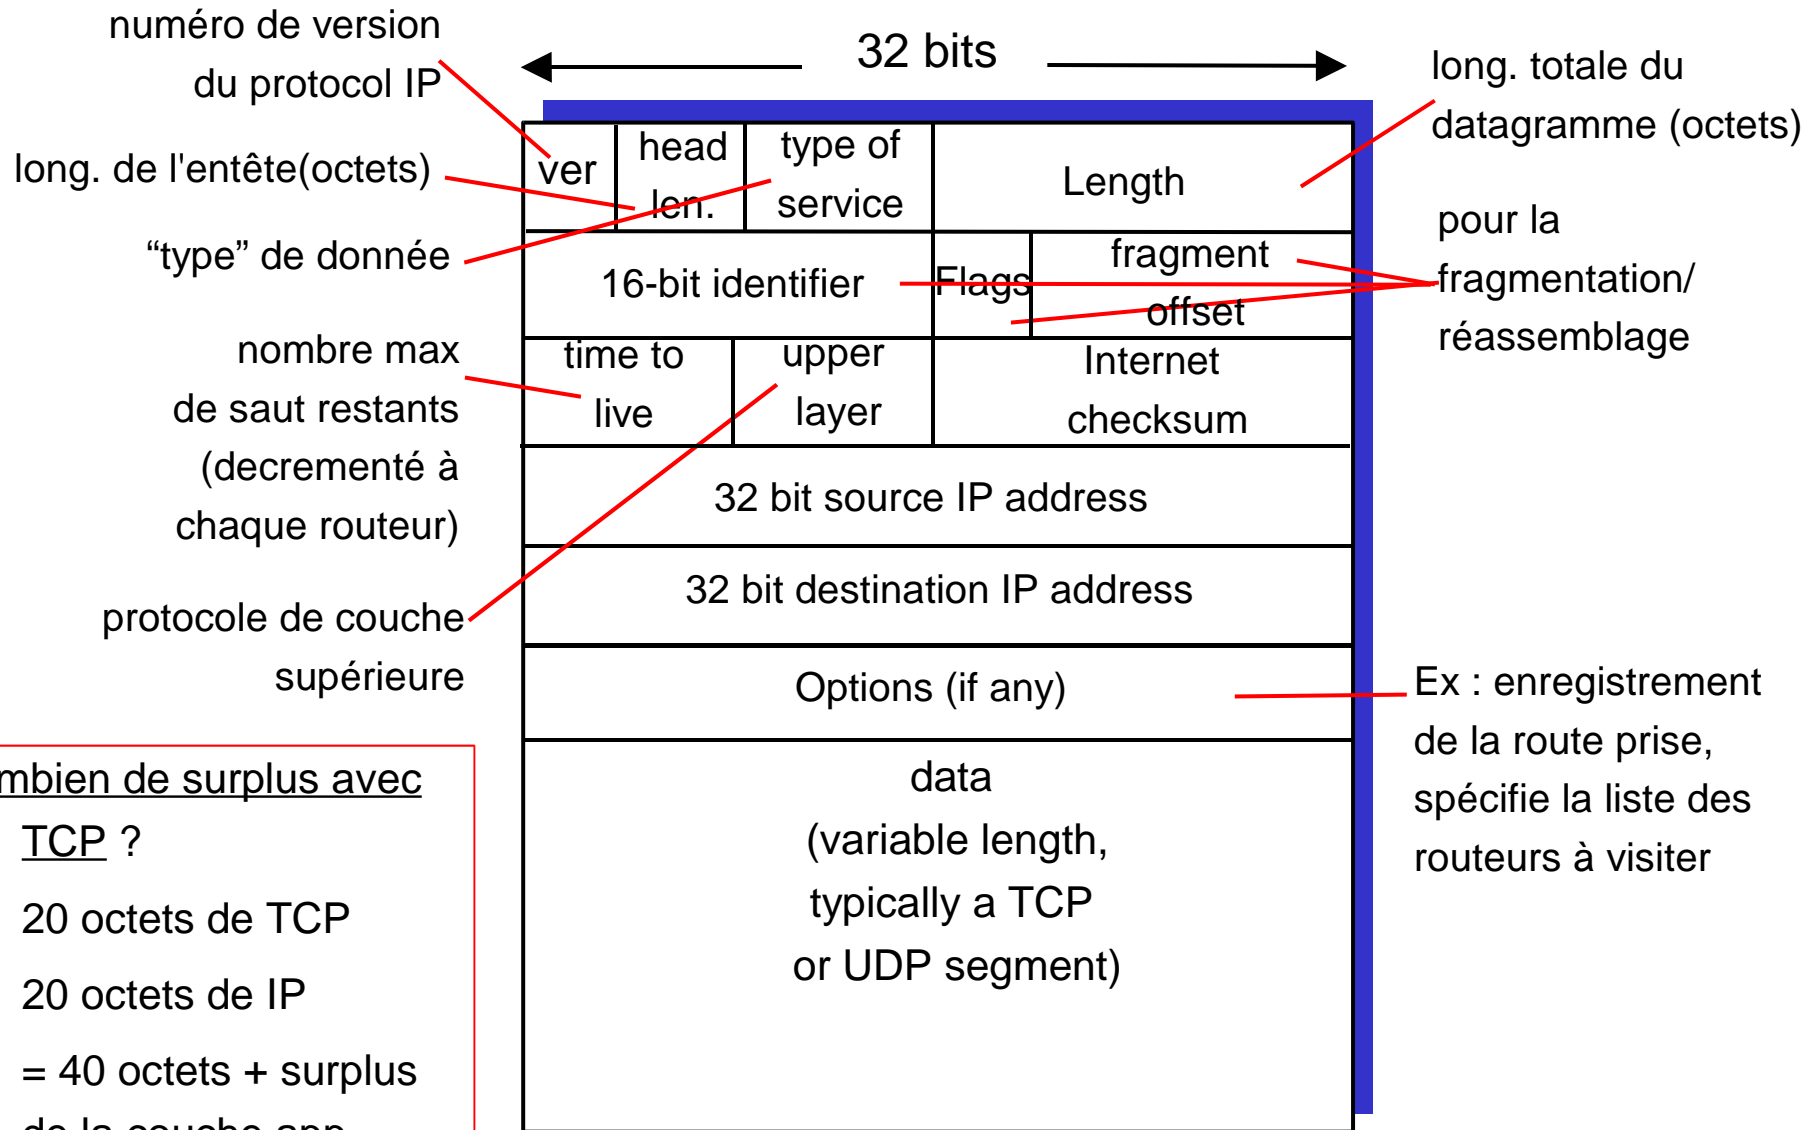 numéro de version
du protocol IP
long. de l'entête(octets)
“type” de donnée
nombre max
de saut restants
(decrementé à
chaque routeur)
protocole de couche
supérieure
32 bits
ver
head
len.
type of
service
Length
16-bit identifier
Flags
fragment
offset
time to
live
upper
layer
Internet
checksum
32 bit source IP address
32 bit destination IP address
Options (if any)
data
(variable length,
typically a TCP
or UDP segment)
long. totale du
datagramme (octets)
pour la
fragmentation/
réassemblage
Ex : enregistrement
de la route prise,
spécifie la liste des
routeurs à visiter
mbien de surplus avec
TCP ?
20 octets de TCP
20 octets de IP
= 40 octets + surplus
de la couche app